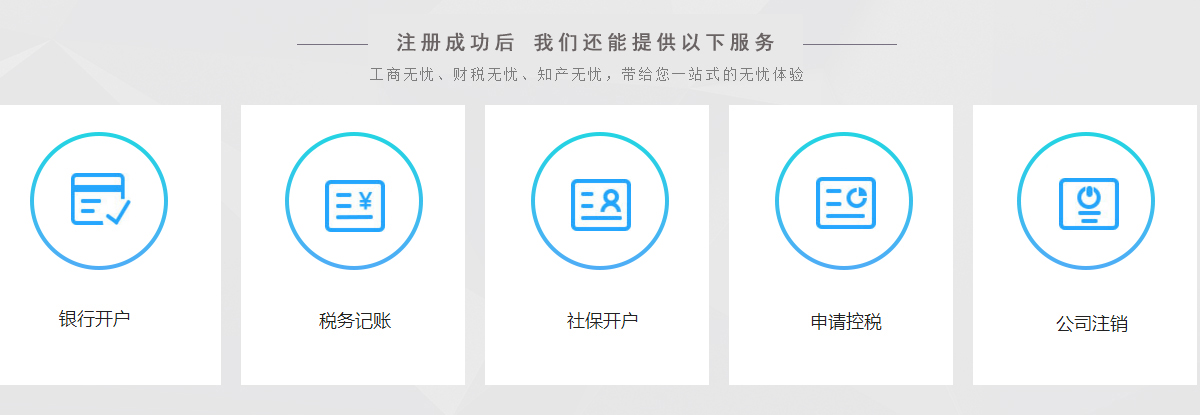 注册成功后 我们还能提供以下服务
工商无忧、财税无忧、知产无忧，带给您一站式的无忧体验
¥
银行开户
税务记账
社保开户
申请控税
公司注销